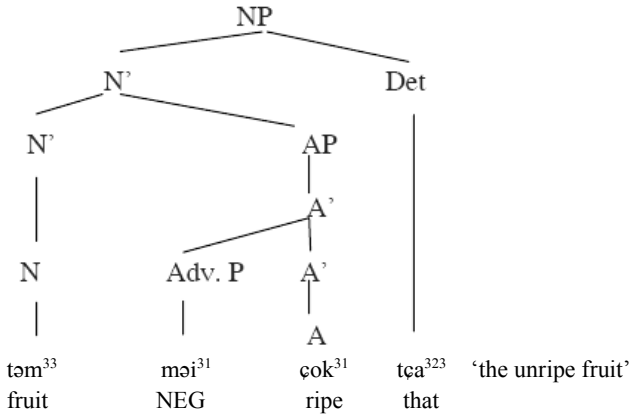 NP
N’ Det
N’ AP
A’
N Adv. P A’
A
təm³³ məi³¹ ɕok³¹ tɕa³²³ ‘the unripe fruit’
fruit NEG ripe that